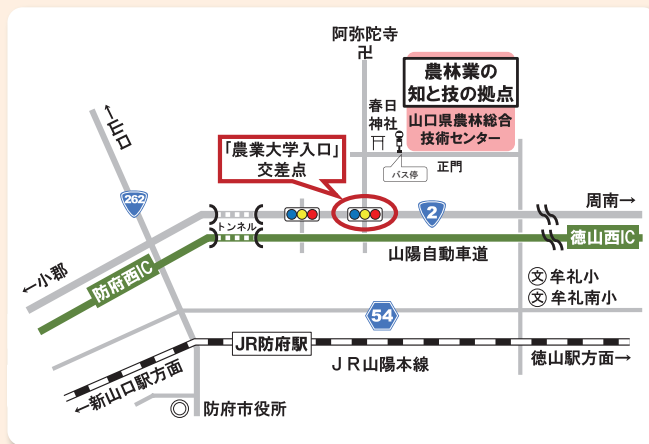 阿弥陀寺
卍
農林業の
知と技の拠点
山口県農林総合
技術センター
春日
神社
バス停
正門
←山口
「農業大学入口」
交差点
262
2
周南→
トンネル
山陽自動車道
徳山西IC
←小郡
防府西IC
文 牟礼小
文 牟礼南小
54
JR防府駅
JR山陽本線
徳山駅方面→
←新山口駅方面
◎ 防府市役所